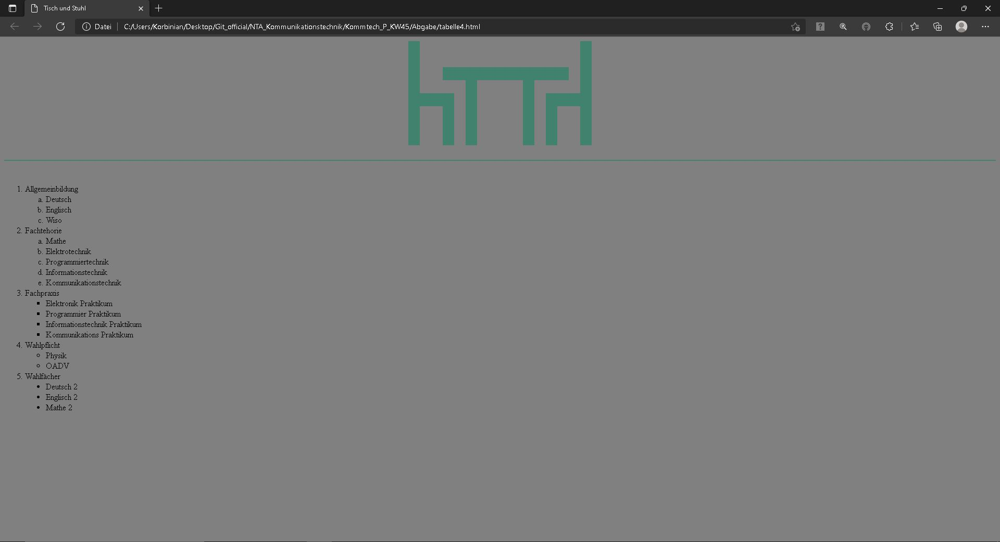 Tisch und Stuhl
Datei C:/Users/Korbinian/Desktop/Git_official/NTA_Kommunikationstechnik/Kommtech_P_KW45/Abgabe/tabelle4.html
1. Allgemeinbildung
a. Deutsch
b. Englisch
c. Wiso
2. Fachtehorie
a. Mathe
b. Elektrotechnik
c. Programmiertechnik
d. Informationstechnik
e. Kommunikationstechnik
3. Fachpraxis
Elektronik Praktikum
Programmier Praktikum
Informationstechnik Praktikum
Kommunikations Praktikum
4. Wahlpflicht
Physik
OADV
5. Wahlfächer
Deutsch 2
Englisch 2
Mathe 2